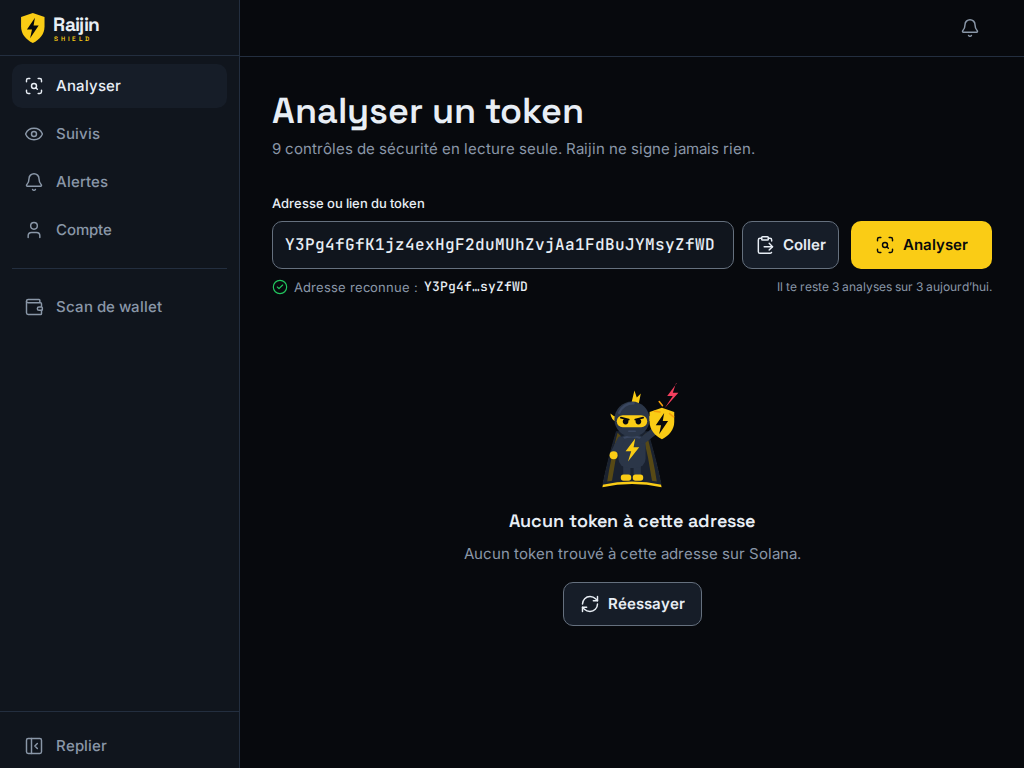 Raijin
SHIELD
Analyser
Suivis
Alertes
Compte
Scan de wallet
Replier
Analyser un token
9 contrôles de sécurité en lecture seule. Raijin ne signe jamais rien.
Adresse ou lien du token
Y3Pg4fGfK1jz4exHgF2duMUhZvjAa1FdBuJYMsyZfWD
Coller
Analyser
Adresse reconnue : Y3Pg4f…syZfWD
Il te reste 3 analyses sur 3 aujourd'hui.
Aucun token à cette adresse
Aucun token trouvé à cette adresse sur Solana.
Réessayer